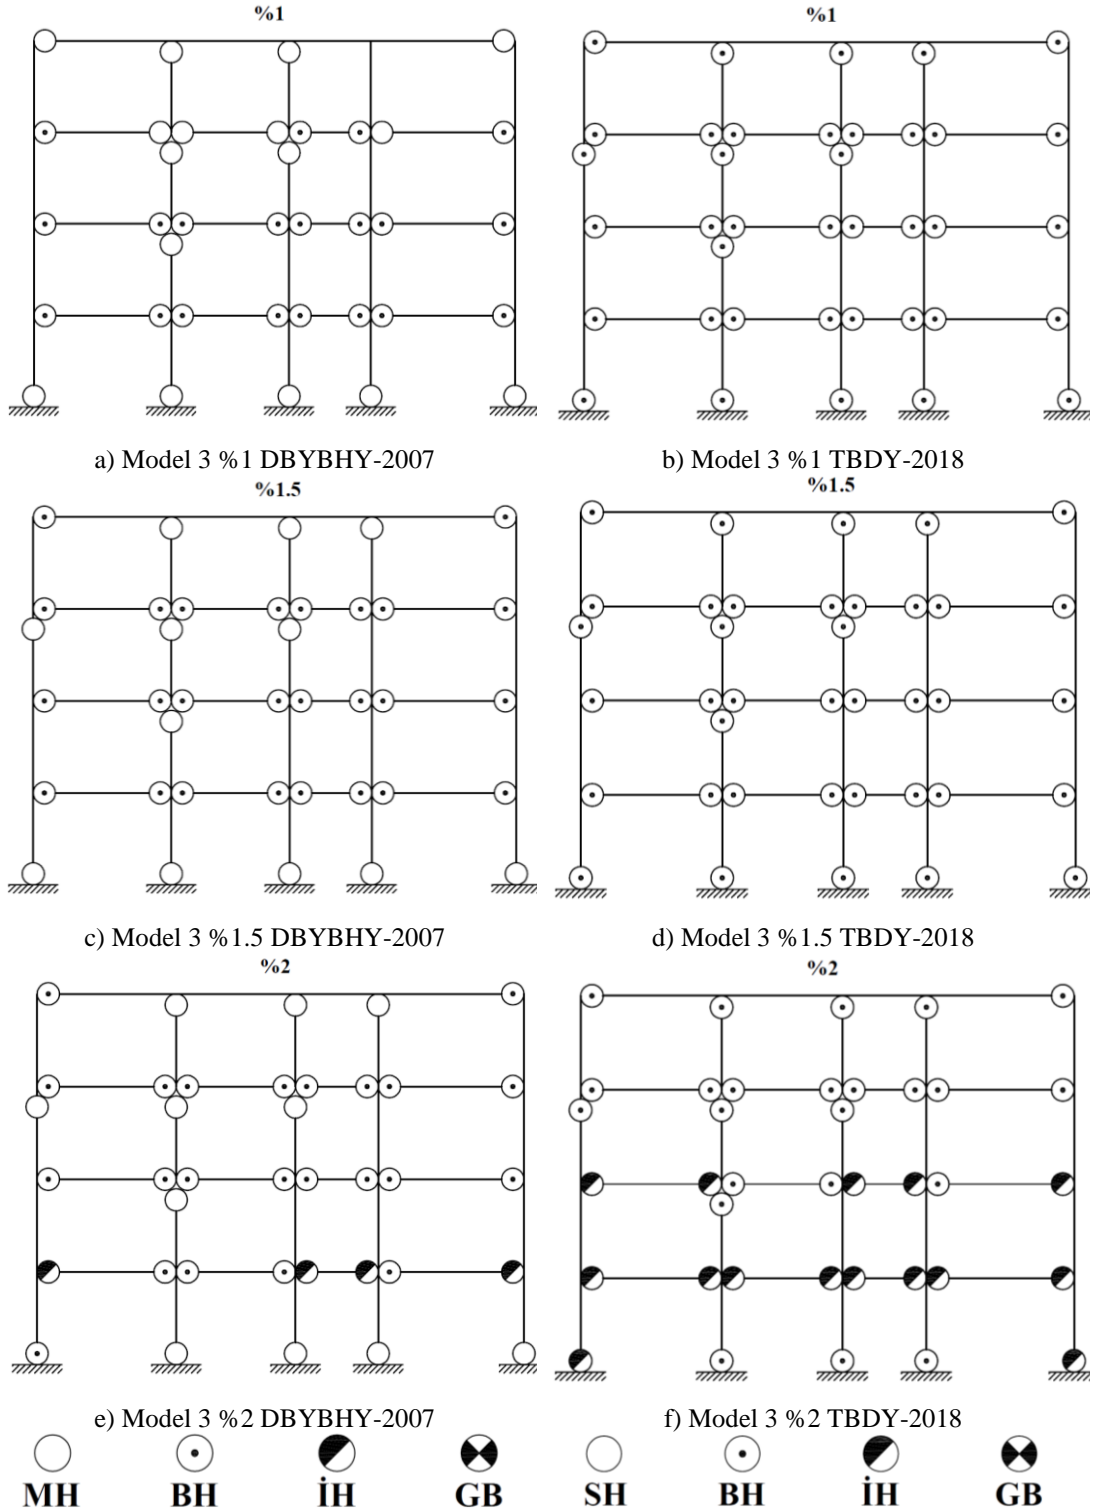 %1
%1
a) Model 3 %1 DBYBHY-2007
b) Model 3 %1 TBDY-2018
%1.5
%1.5
c) Model 3 %1.5 DBYBHY-2007
d) Model 3 %1.5 TBDY-2018
%2
%2
e) Model 3 %2 DBYBHY-2007
f) Model 3 %2 TBDY-2018
MH BH İH GB SH BH İH GB